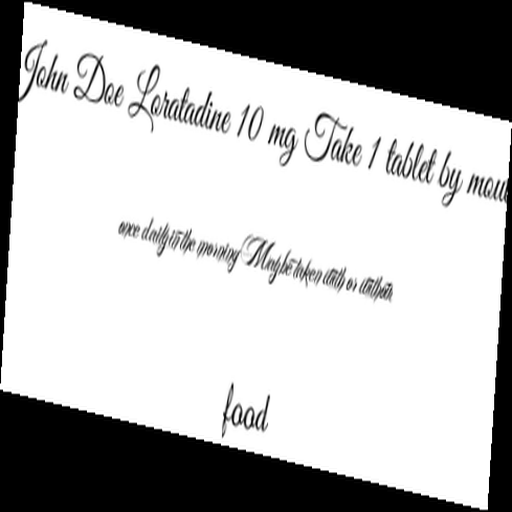 John Doe Loratadine 10 mg Take 1 tablet by mou
once daily in the morning May be taken with or without
food